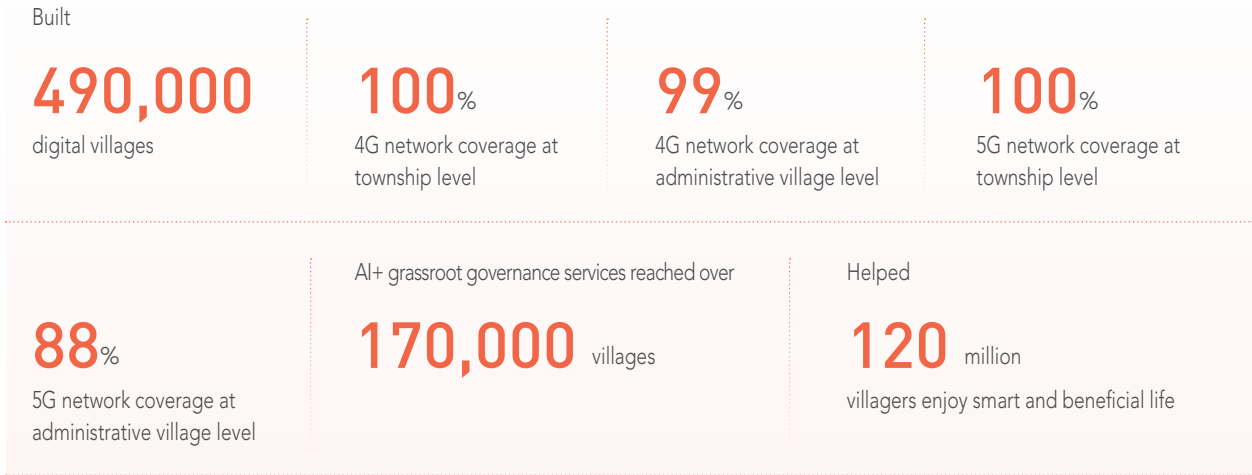 Built
490,000
digital villages
100%
4G network coverage at
township level
99%
4G network coverage at
administrative village level
100%
5G network coverage at
township level
88%
5G network coverage at
administrative village level
AI+ grassroot governance services reached over
170,000 villages
Helped
120 million
villagers enjoy smart and beneficial life